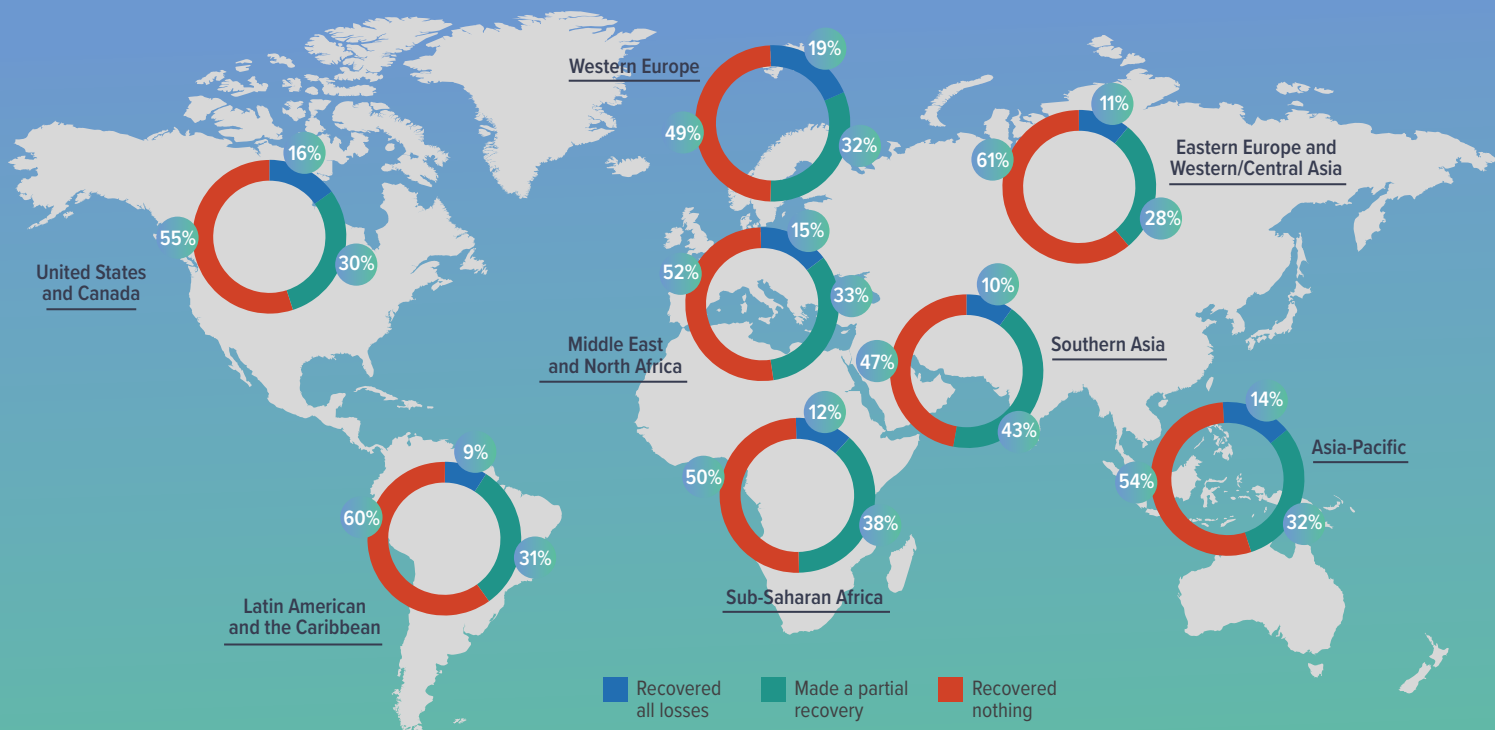 Western Europe
19%
49%
32%
11%
61%
Eastern Europe and
Western/Central Asia
28%
16%
55%
30%
United States
and Canada
15%
52%
33%
Middle East
and North Africa
10%
47%
Southern Asia
43%
12%
50%
38%
Sub-Saharan Africa
14%
54%
Asia-Pacific
32%
9%
60%
31%
Latin American
and the Caribbean
Recovered
all losses
Made a partial
recovery
Recovered
nothing